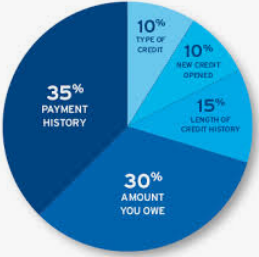 10%
TYPE OF
CREDIT
10%
NEW CREDIT
OPENED
15%
LENGTH OF
CREDIT HISTORY
30%
AMOUNT
YOU OWE
35%
PAYMENT
HISTORY